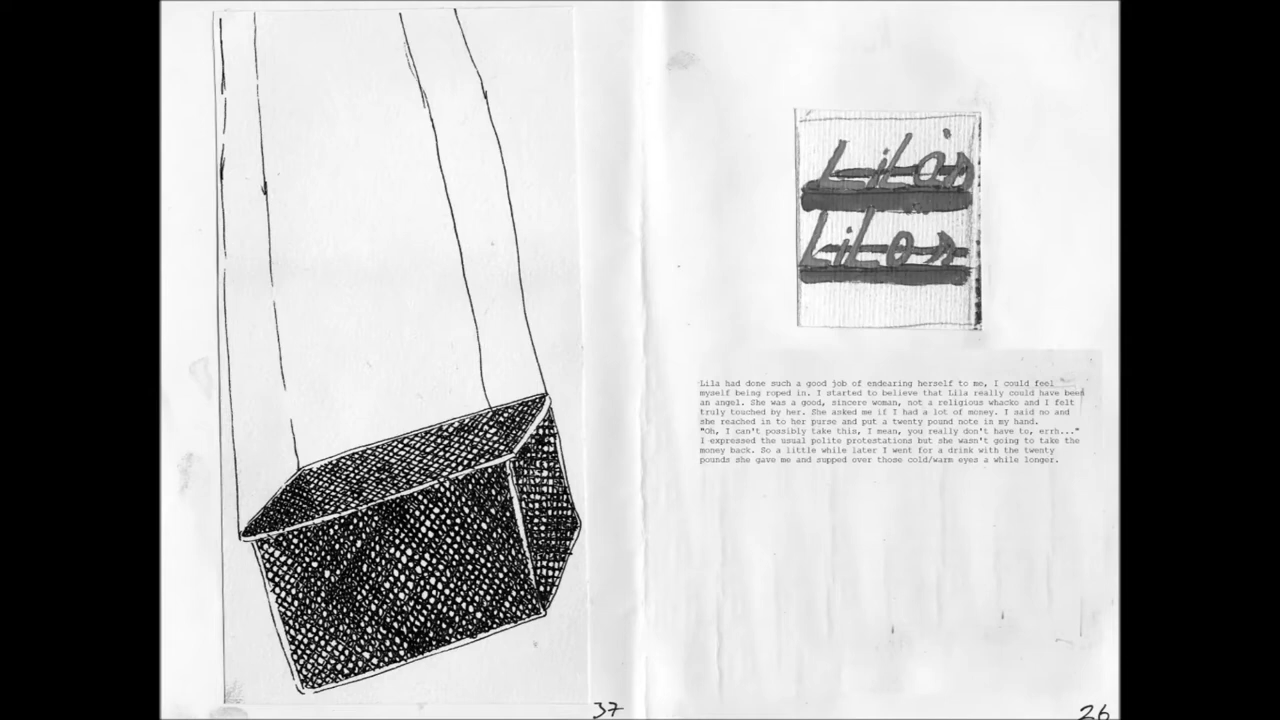 LiLa
LiLa
Lila had done such a good job of endearing herself to me, I could feel
myself being roped in. I started to believe that Lila really could have been
an angel. She was a good, sincere woman, not a religious whacko and I felt
truly touched by her. She asked me if I had a lot of money. I said no and
she reached in to her purse and put a twenty pound note in my hand.
"Oh, I can't possibly take this, I mean, you really don't have to, errh..."
I expressed the usual polite protestations but she wasn't going to take the
money back. So a little while later I went for a drink with the twenty
pounds she gave me and supped over those cold/warm eyes a while longer.
37
26